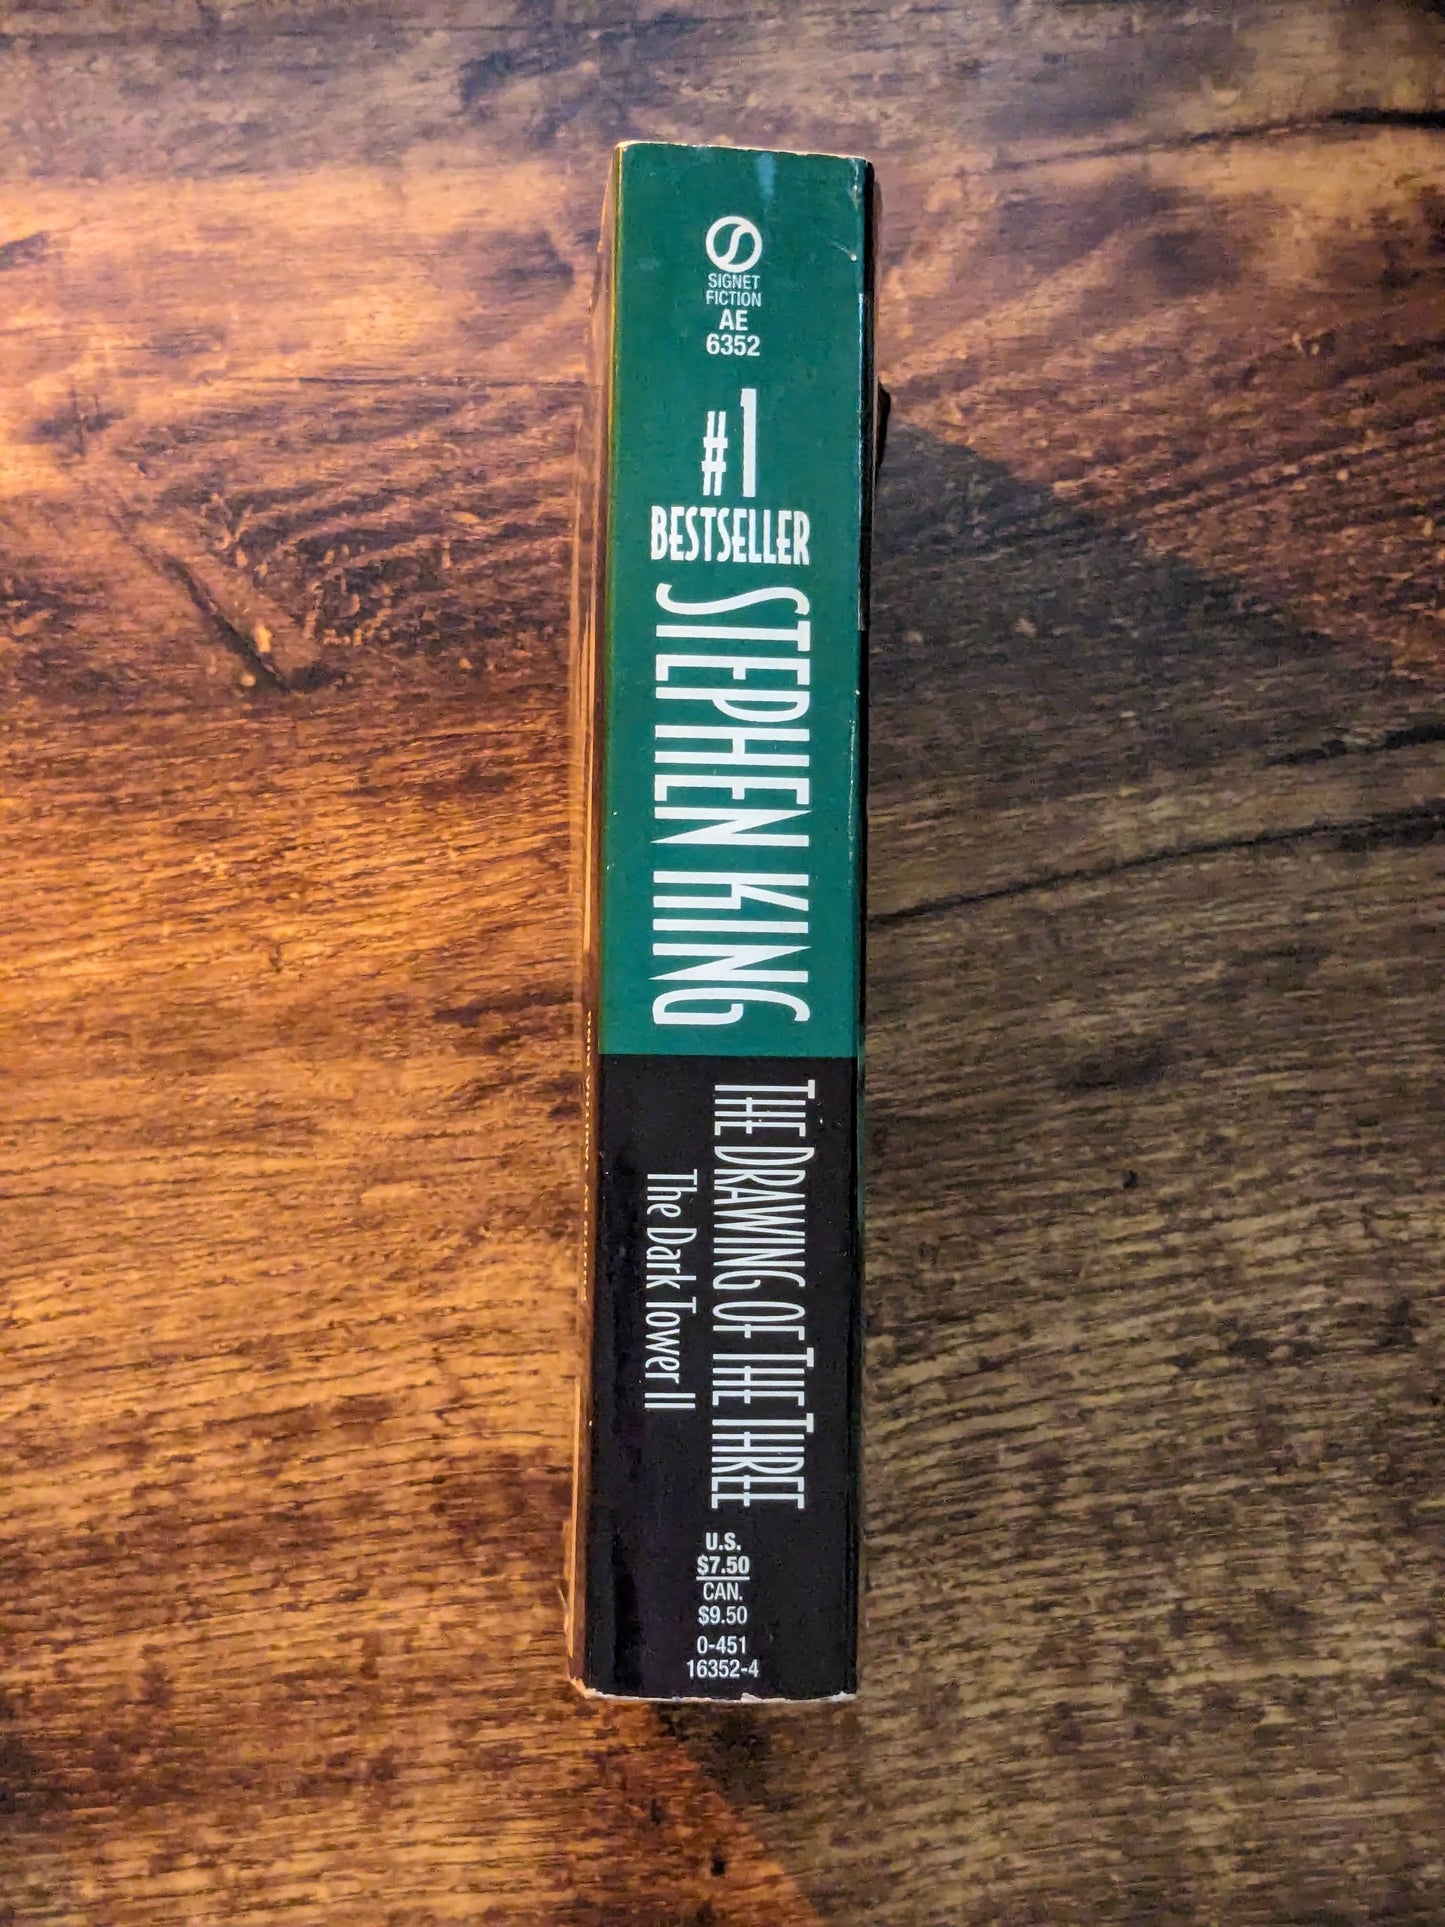 SIGNET
FICTION
AE
6352
#1
BESTSELLER
STEPHEN KING
THE DRAWING OF THE THREE
The Dark Tower II
U.S.
$7.50
CAN.
$9.50
0-451
16352-4